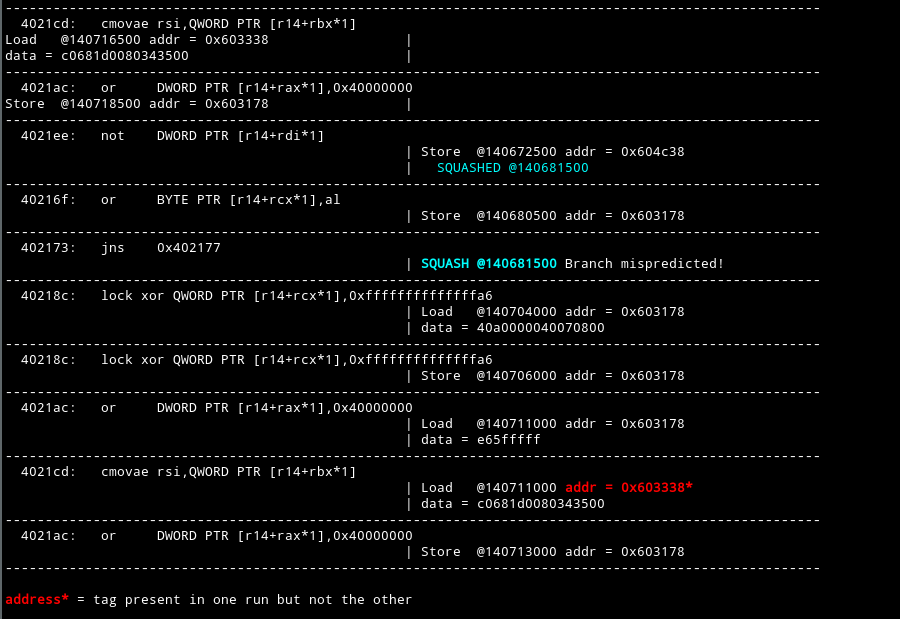 --------------------------------------------------------------------------------
4021cd: cmovae rsi,QWORD PTR [r14+rbx*1]
Load @140716500 addr = 0x603338 |
data = c0681d0080343500 |
--------------------------------------------------------------------------------
4021ac: or DWORD PTR [r14+rax*1],0x40000000
Store @140718500 addr = 0x603178 |
--------------------------------------------------------------------------------
4021ee: not DWORD PTR [r14+rdi*1]
| Store @140672500 addr = 0x604c38
| SQUASHED @140681500
--------------------------------------------------------------------------------
40216f: or BYTE PTR [r14+rcx*1],al
| Store @140680500 addr = 0x603178
--------------------------------------------------------------------------------
402173: jns 0x402177
| SQUASH @140681500 Branch mispredicted!
--------------------------------------------------------------------------------
40218c: lock xor QWORD PTR [r14+rcx*1],0xffffffffffffffa6
| Load @140704000 addr = 0x603178
| data = 40a0000040070800
--------------------------------------------------------------------------------
40218c: lock xor QWORD PTR [r14+rcx*1],0xffffffffffffffa6
| Store @140706000 addr = 0x603178
--------------------------------------------------------------------------------
4021ac: or DWORD PTR [r14+rax*1],0x40000000
| Load @140711000 addr = 0x603178
| data = e65fffff
--------------------------------------------------------------------------------
4021cd: cmovae rsi,QWORD PTR [r14+rbx*1]
| Load @140711000 addr = 0x603338*
| data = c0681d0080343500
--------------------------------------------------------------------------------
4021ac: or DWORD PTR [r14+rax*1],0x40000000
| Store @140713000 addr = 0x603178
--------------------------------------------------------------------------------
address* = tag present in one run but not the other